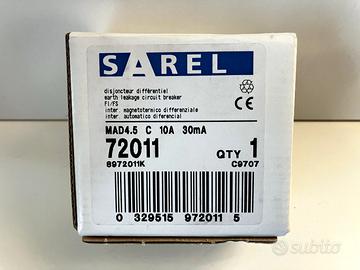 SAREL
disjoncteur différentiel
earth leakage circuit breaker
FI/FS
inter. magnetotermico differenziale
inter. automatico diferencial
CE
MAD4.5 C 10A 30mA
72011
QTY 1
8972011K
C9707
0 329515 972011 5
subito